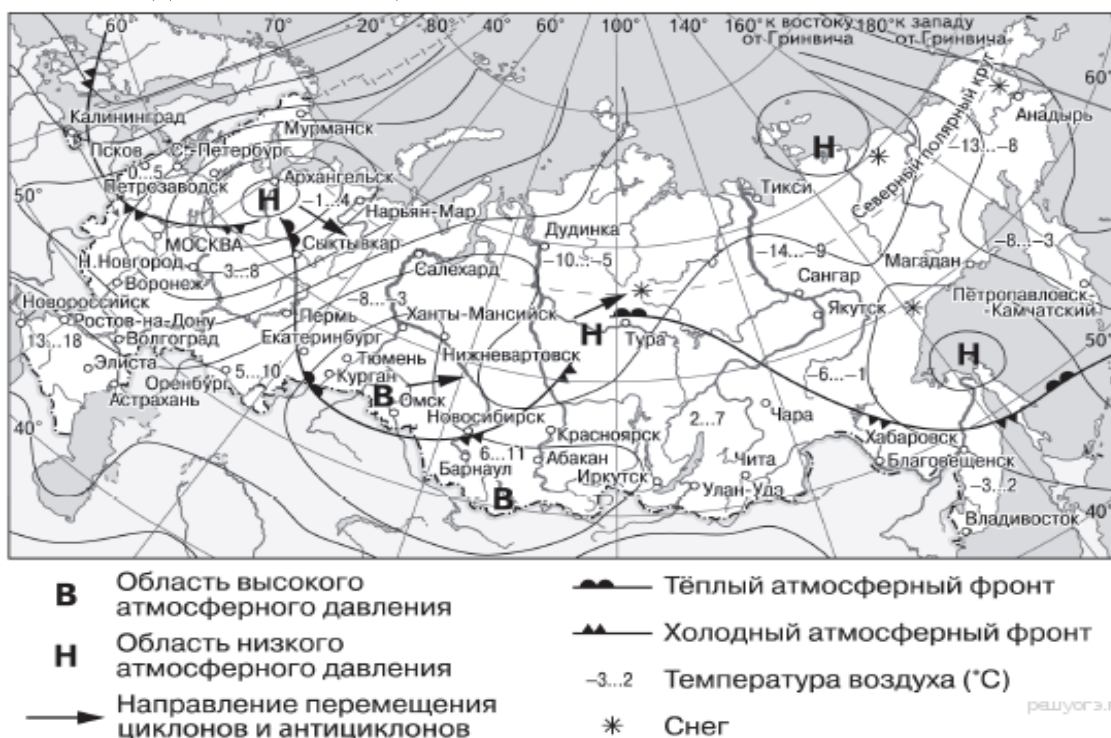 60° 80° 20° 40° 60° 100° 160° к востоку от Гринвича 180° к западу от Гринвича
60°
Калининград
Мурманск
Северный полярный круг
Анадырь
Псков С.-Петербург
Н
–13...–8
0...5
Архангельск
Тикси
50°
Петрозаводск
Н
–1...4
Нарьян-Мар
Дудинка
–8...–3
МОСКВА
Сыктывкар
–10...–5
–14...–9
Магадан
Н.Новгород
–3...8
Салехард
Сангар
Воронеж
–8...–3
Якутск
Петропавловск-
-Камчатский
Новороссийск
Пермь
Ханты-Мансийск
Н
Тура
Ростов-на-Дону
Екатеринбург
50°
13...18
Волгоград
Тюмень
Нижневартовск
Н
Элиста
Оренбург
5...10
Курган
В
–6...–1
Астрахань
Омск
Чара
40°
Новосибирск
Красноярск
2...7
Хабаровск
6...11
Барнаул
Абакан
Иркутск
Чита
Благовещенск
В
Улан-Удэ
–3...2
40°
Владивосток
В Область высокого
атмосферного давления
Н Область низкого
атмосферного давления
Направление перемещения
циклонов и антициклонов
Тёплый атмосферный фронт
Холодный атмосферный фронт
–3...2 Температура воздуха (°С)
Снег